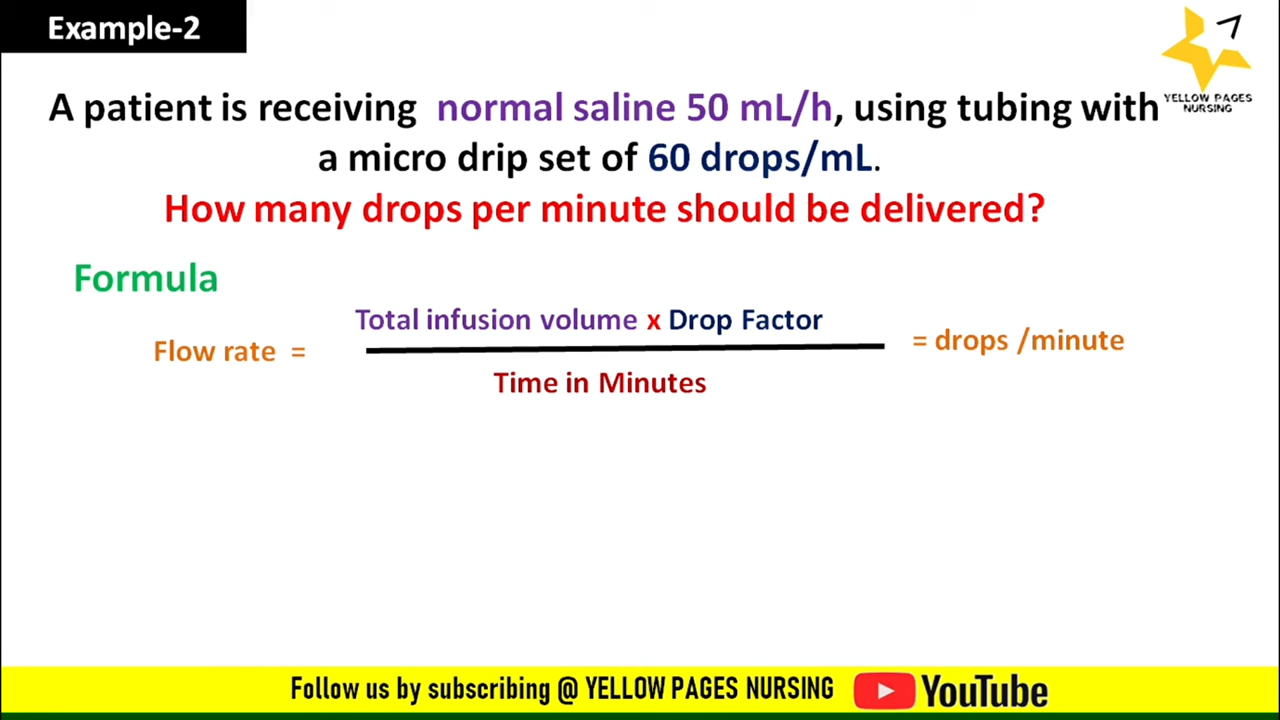 Example-2
YELLOW PAGES
NURSING
A patient is receiving normal saline 50 mL/h, using tubing with
a micro drip set of 60 drops/mL.
How many drops per minute should be delivered?
Formula
Total infusion volume x Drop Factor
Flow rate =
= drops /minute
Time in Minutes
Follow us by subscribing @ YELLOW PAGES NURSING YouTube